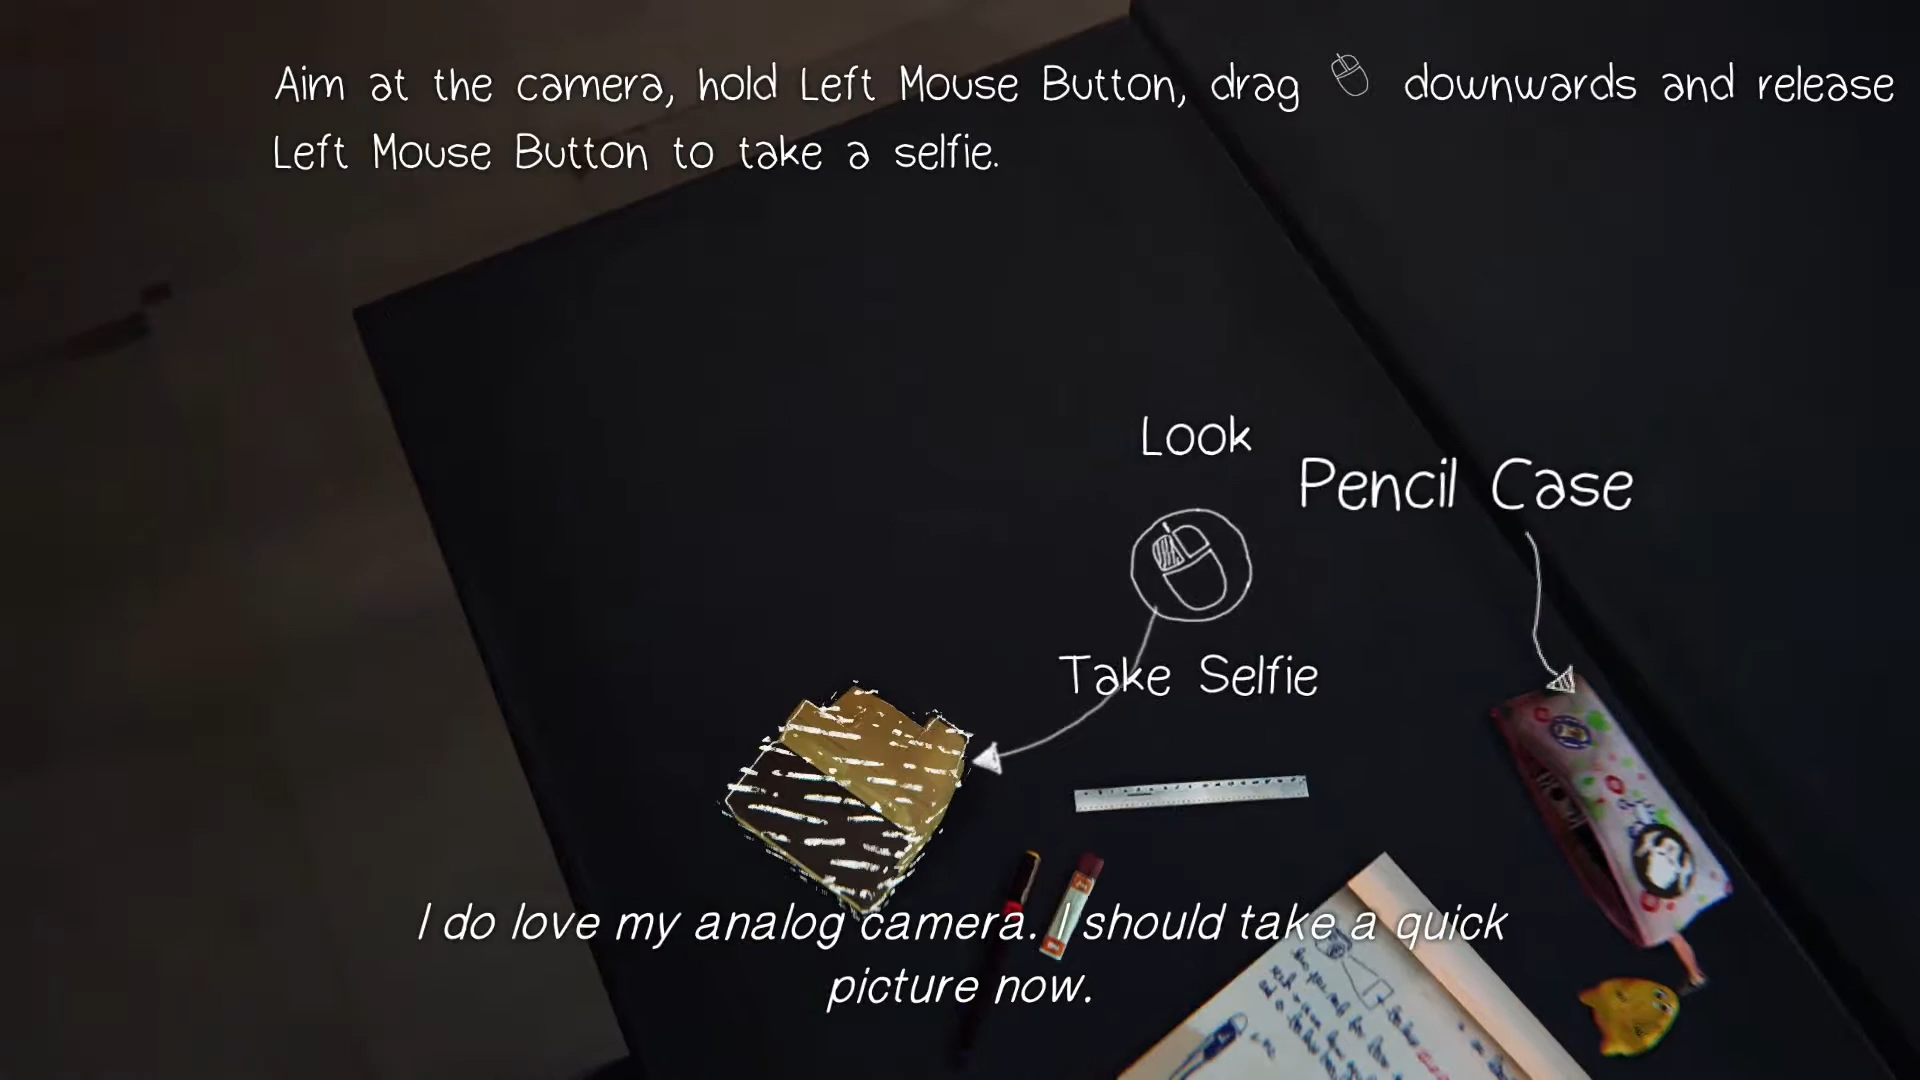 Aim at the camera, hold Left Mouse Button, drag downwards and release
Left Mouse Button to take a selfie.
Look
Pencil Case
Take Selfie
I do love my analog camera. I should take a quick
picture now.